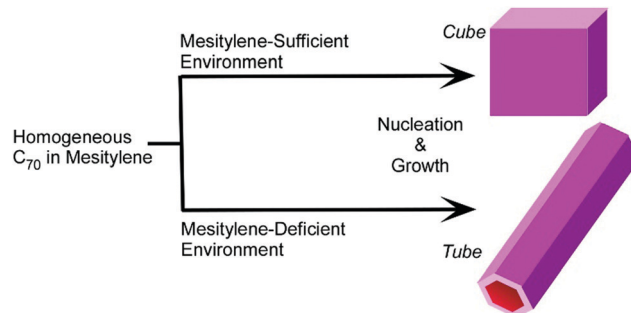 Mesitylene-Sufficient
Environment
Cube
Homogeneous
C₇₀ in Mesitylene
Nucleation
&
Growth
Mesitylene-Deficient
Environment
Tube